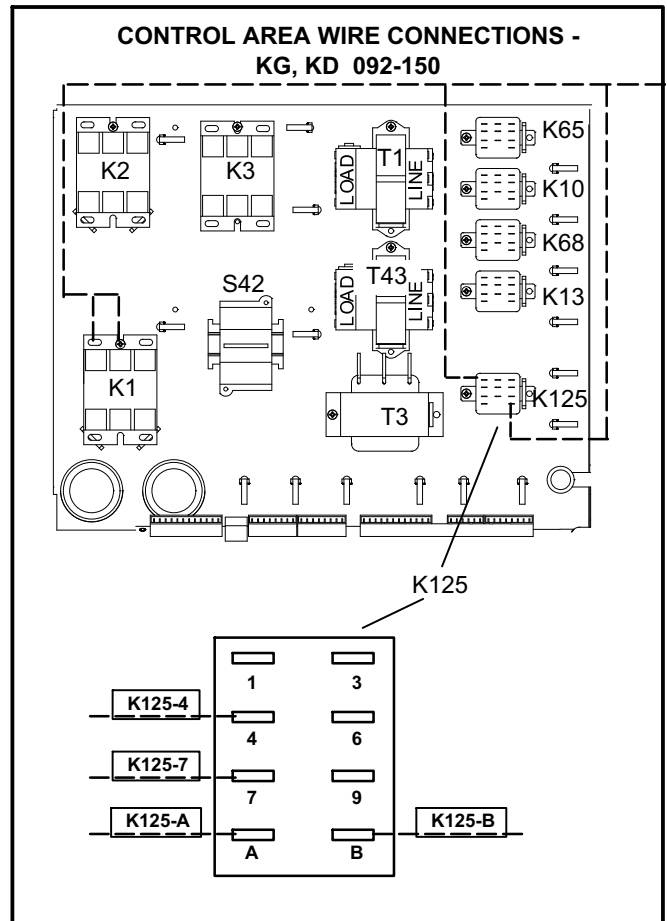 CONTROL AREA WIRE CONNECTIONS -
KG, KD 092-150
K2
K3
LOAD
T1
LINE
K65
K10
K68
K13
S42
LOAD
T43
LINE
K1
T3
K125
K125
1
3
K125-4
4
6
K125-7
7
9
K125-A
K125-B
A
B